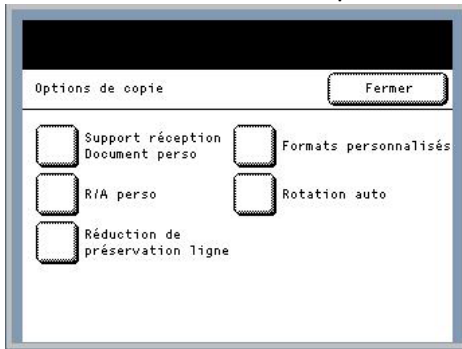 Options de copie
Fermer
Support réception
Document perso
Formats personnalisés
R/A perso
Rotation auto
Réduction de
préservation ligne